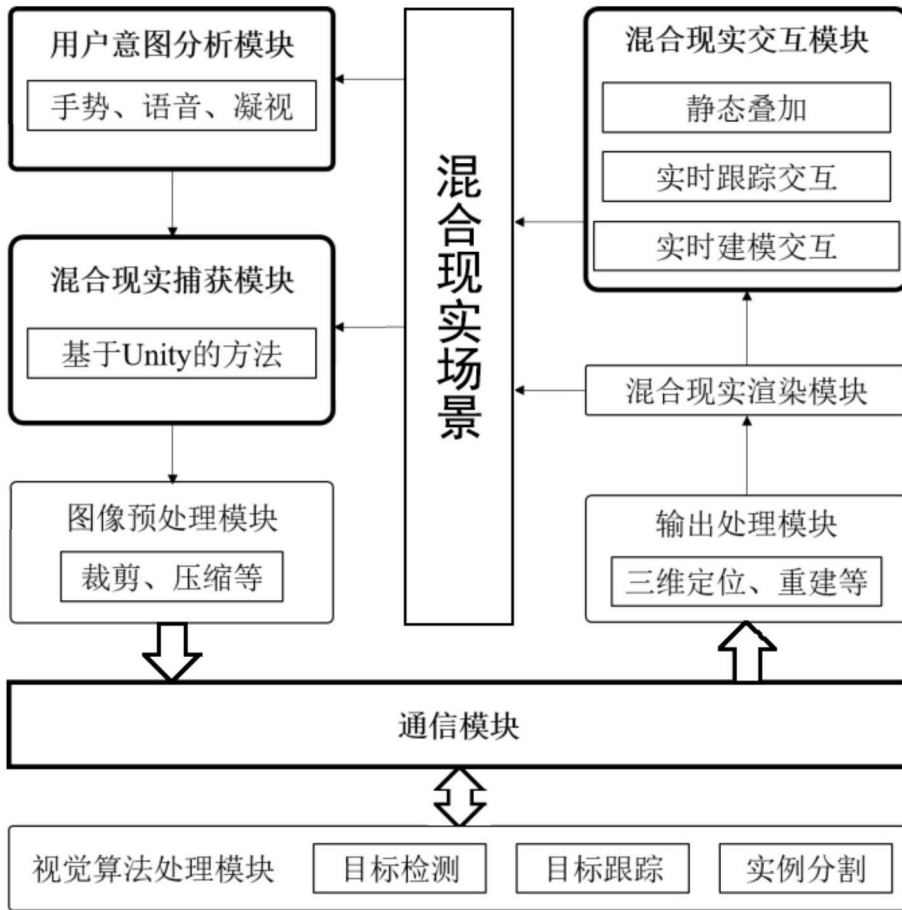 用户意图分析模块
手势、语音、凝视
混合现实捕获模块
基于Unity的方法
图像预处理模块
裁剪、压缩等
混合现实场景
混合现实交互模块
静态叠加
实时跟踪交互
实时建模交互
混合现实渲染模块
输出处理模块
三维定位、重建等
通信模块
视觉算法处理模块 目标检测 目标跟踪 实例分割